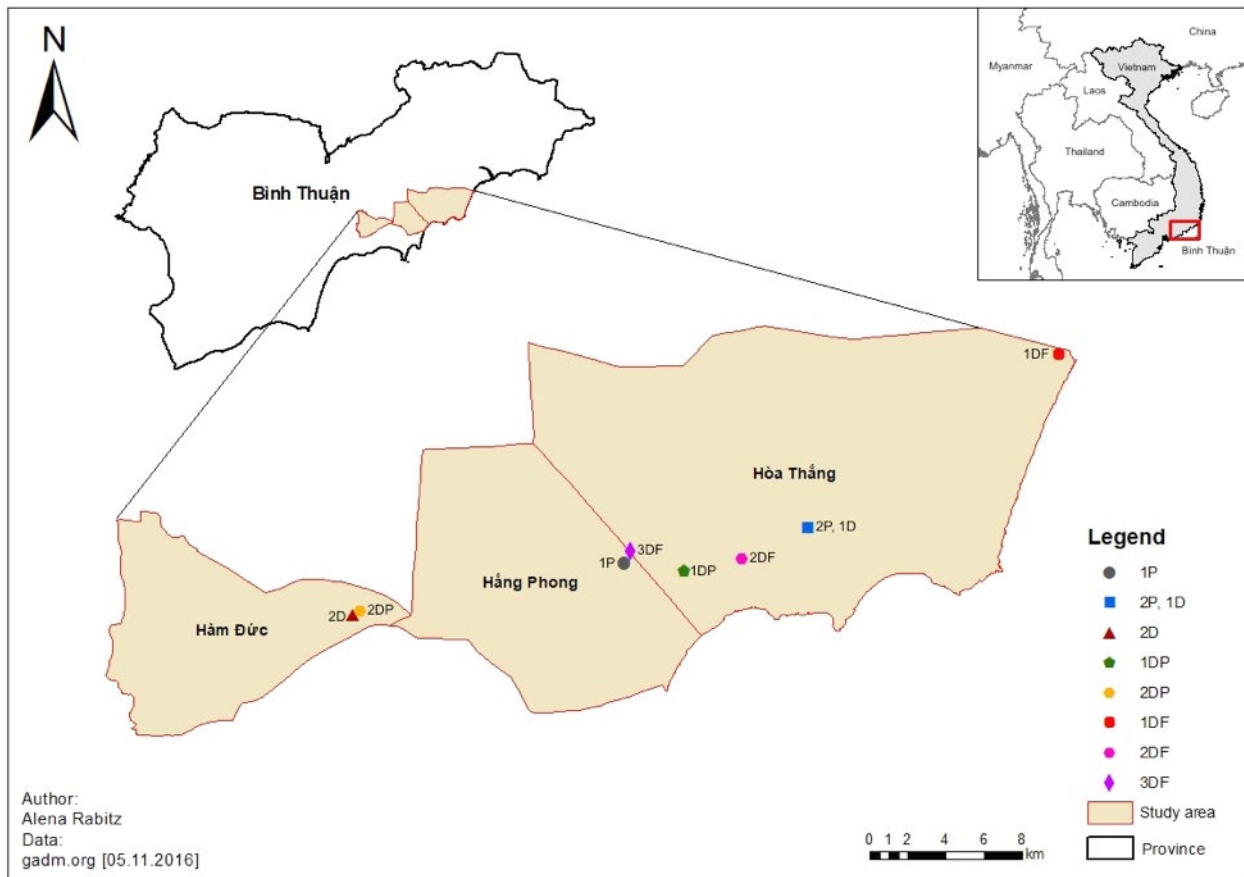 N
Bình Thuận
China
Myanmar
Vietnam
Laos
Thailand
Cambodia
Bình Thuận
1DF
Hòa Thắng
2P, 1D
3DF
1P
2DF
1DP
Hẳng Phong
2D
2DP
Hàm Đức
Legend
1P
2P, 1D
2D
1DP
2DP
1DF
2DF
3DF
Study area
Province
Author:
Alena Rabitz
Data:
gadm.org [05.11.2016]
0 1 2 4 6 8
km